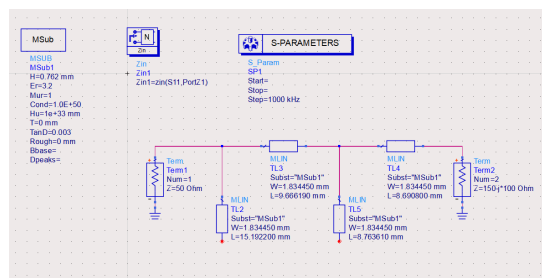 MSub
MSUB
MSub1
H=0.762 mm
Er=3.2
Mur=1
Cond=1.0E+50
Hu=1e+33 mm
T=0 mm
TanD=0.003
Rough=0 mm
Bbase=
Dpeaks=
N
Zin
Zin
Zin1
Zin1=zin(S11,PortZ1)
S-PARAMETERS
S_Param
SP1
Start=
Stop=
Step=1000 kHz
Term
Term1
Num=1
Z=50 Ohm
MLIN
TL2
Subst="MSub1"
W=1.834450 mm
L=15.192200 mm
MLIN
TL3
Subst="MSub1"
W=1.834450 mm
L=9.666190 mm
MLIN
TL5
Subst="MSub1"
W=1.834450 mm
L=8.763610 mm
MLIN
TL4
Subst="MSub1"
W=1.834450 mm
L=8.690800 mm
Term
Term2
Num=2
Z=150-j*100 Ohm